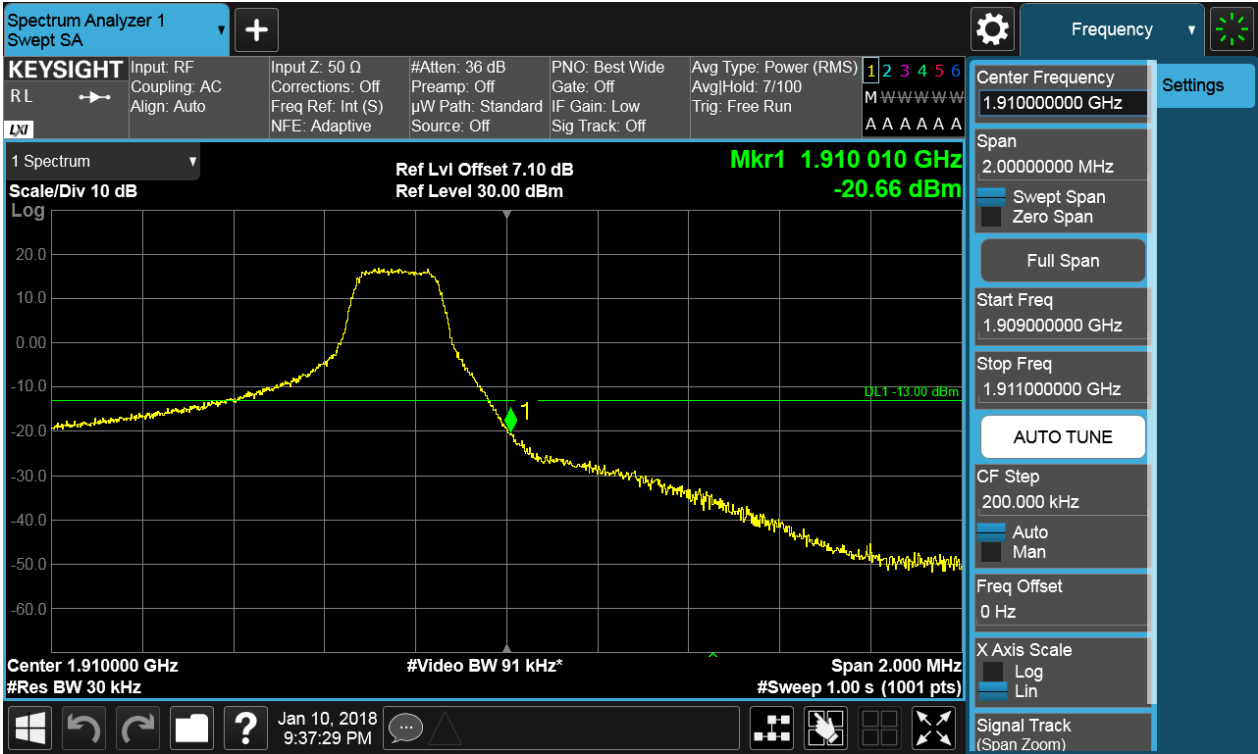 Spectrum Analyzer 1
Swept SA
Frequency
KEYSIGHT
R L
LXI
Input: RF
Coupling: AC
Align: Auto
Input Z: 50 Ω
Corrections: Off
Freq Ref: Int (S)
NFE: Adaptive
#Atten: 36 dB
Preamp: Off
µW Path: Standard
Source: Off
PNO: Best Wide
Gate: Off
IF Gain: Low
Sig Track: Off
Avg Type: Power (RMS)
Avg|Hold: 7/100
Trig: Free Run
1 2 3 4 5 6
M W W W W W
A A A A A A
1 Spectrum
Scale/Div 10 dB
Log
Ref Lvl Offset 7.10 dB
Ref Level 30.00 dBm
Mkr1 1.910 010 GHz
-20.66 dBm
20.0
10.0
0.00
-10.0
-20.0
-30.0
-40.0
-50.0
-60.0
DL1 -13.00 dBm
1
Center 1.910000 GHz
#Video BW 91 kHz*
Span 2.000 MHz
#Res BW 30 kHz
#Sweep 1.00 s (1001 pts)
Jan 10, 2018
9:37:29 PM
?
Center Frequency
1.910000000 GHz
Settings
Span
2.00000000 MHz
Swept Span
Zero Span
Full Span
Start Freq
1.909000000 GHz
Stop Freq
1.911000000 GHz
AUTO TUNE
CF Step
200.000 kHz
Auto
Man
Freq Offset
0 Hz
X Axis Scale
Log
Lin
Signal Track
(Span Zoom)